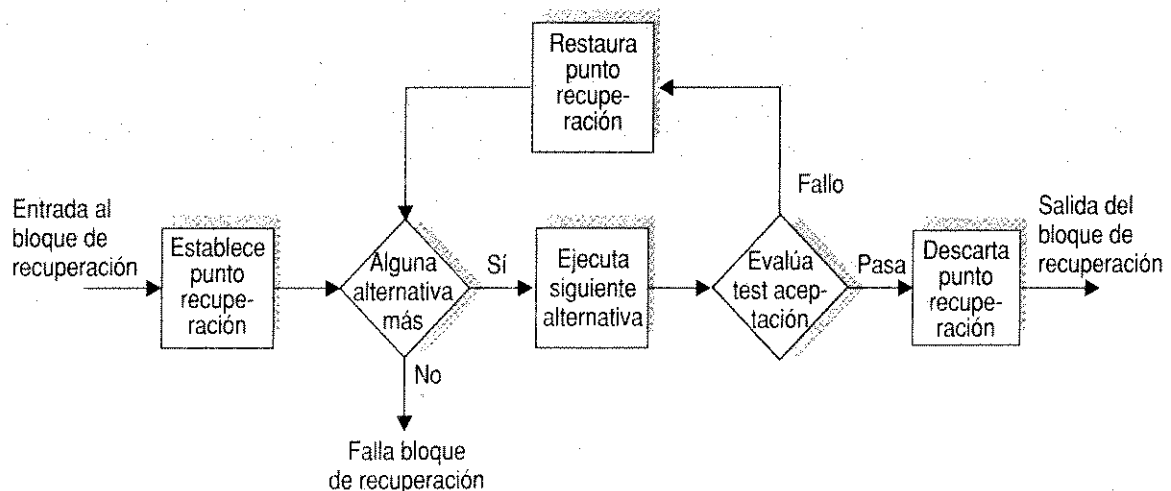 Restaura
punto
recupe-
ración
Fallo
Entrada al
bloque de
recuperación
Establece
punto
recupe-
ración
Alguna
alternativa
más
Sí
Ejecuta
siguiente
alternativa
Evalúa
test acep-
tación
Pasa
Descarta
punto
recupe-
ración
Salida del
bloque de
recuperación
No
Falla bloque
de recuperación